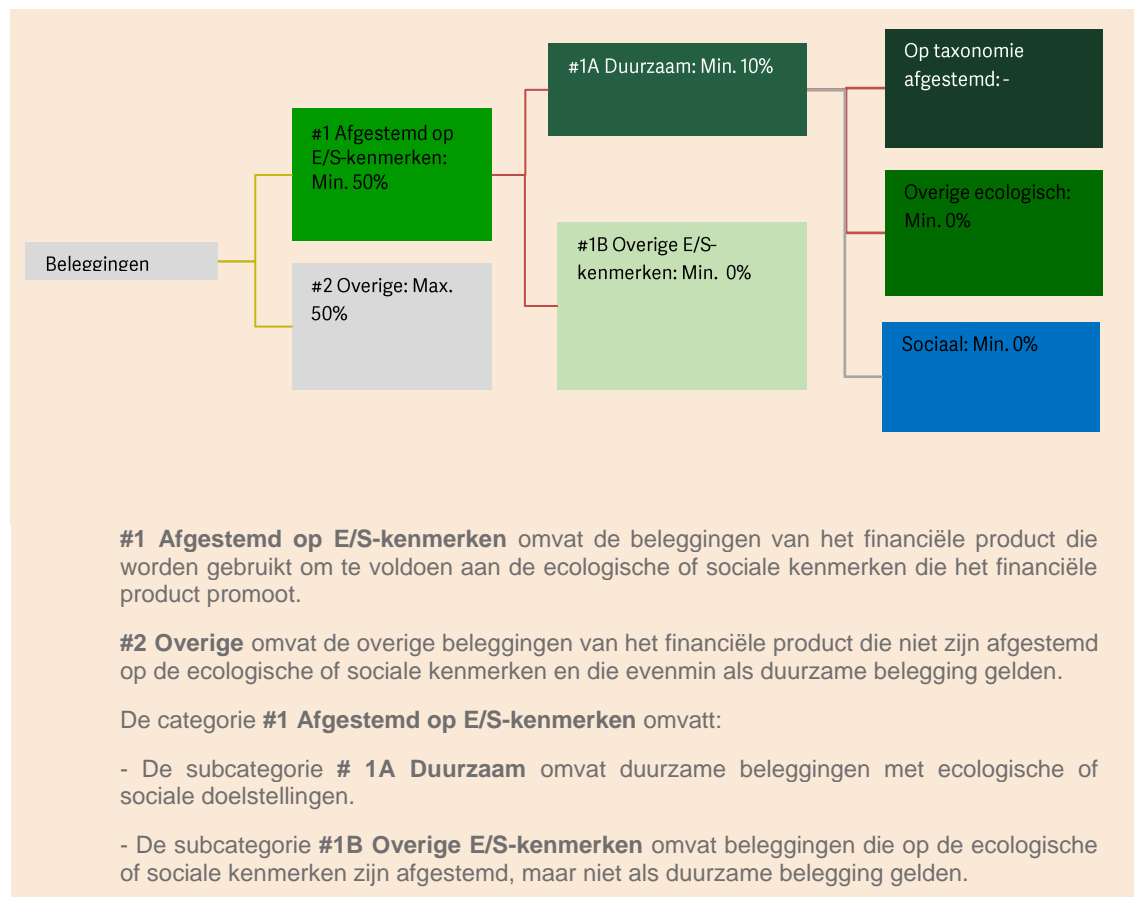 #1A Duurzaam: Min. 10%
Op taxonomie
afgestemd: -
#1 Afgestemd op
E/S-kenmerken:
Min. 50%
Overige ecologisch:
Min. 0%
#1B Overige E/S-
kenmerken: Min. 0%
Beleggingen
#2 Overige: Max.
50%
Sociaal: Min. 0%
#1 Afgestemd op E/S-kenmerken omvat de beleggingen van het financiële product die
worden gebruikt om te voldoen aan de ecologische of sociale kenmerken die het financiële
product promoot.
#2 Overige omvat de overige beleggingen van het financiële product die niet zijn afgestemd
op de ecologische of sociale kenmerken en die evenmin als duurzame belegging gelden.
De categorie #1 Afgestemd op E/S-kenmerken omvatt:
- De subcategorie # 1A Duurzaam omvat duurzame beleggingen met ecologische of
sociale doelstellingen.
- De subcategorie #1B Overige E/S-kenmerken omvat beleggingen die op de ecologische
of sociale kenmerken zijn afgestemd, maar niet als duurzame belegging gelden.